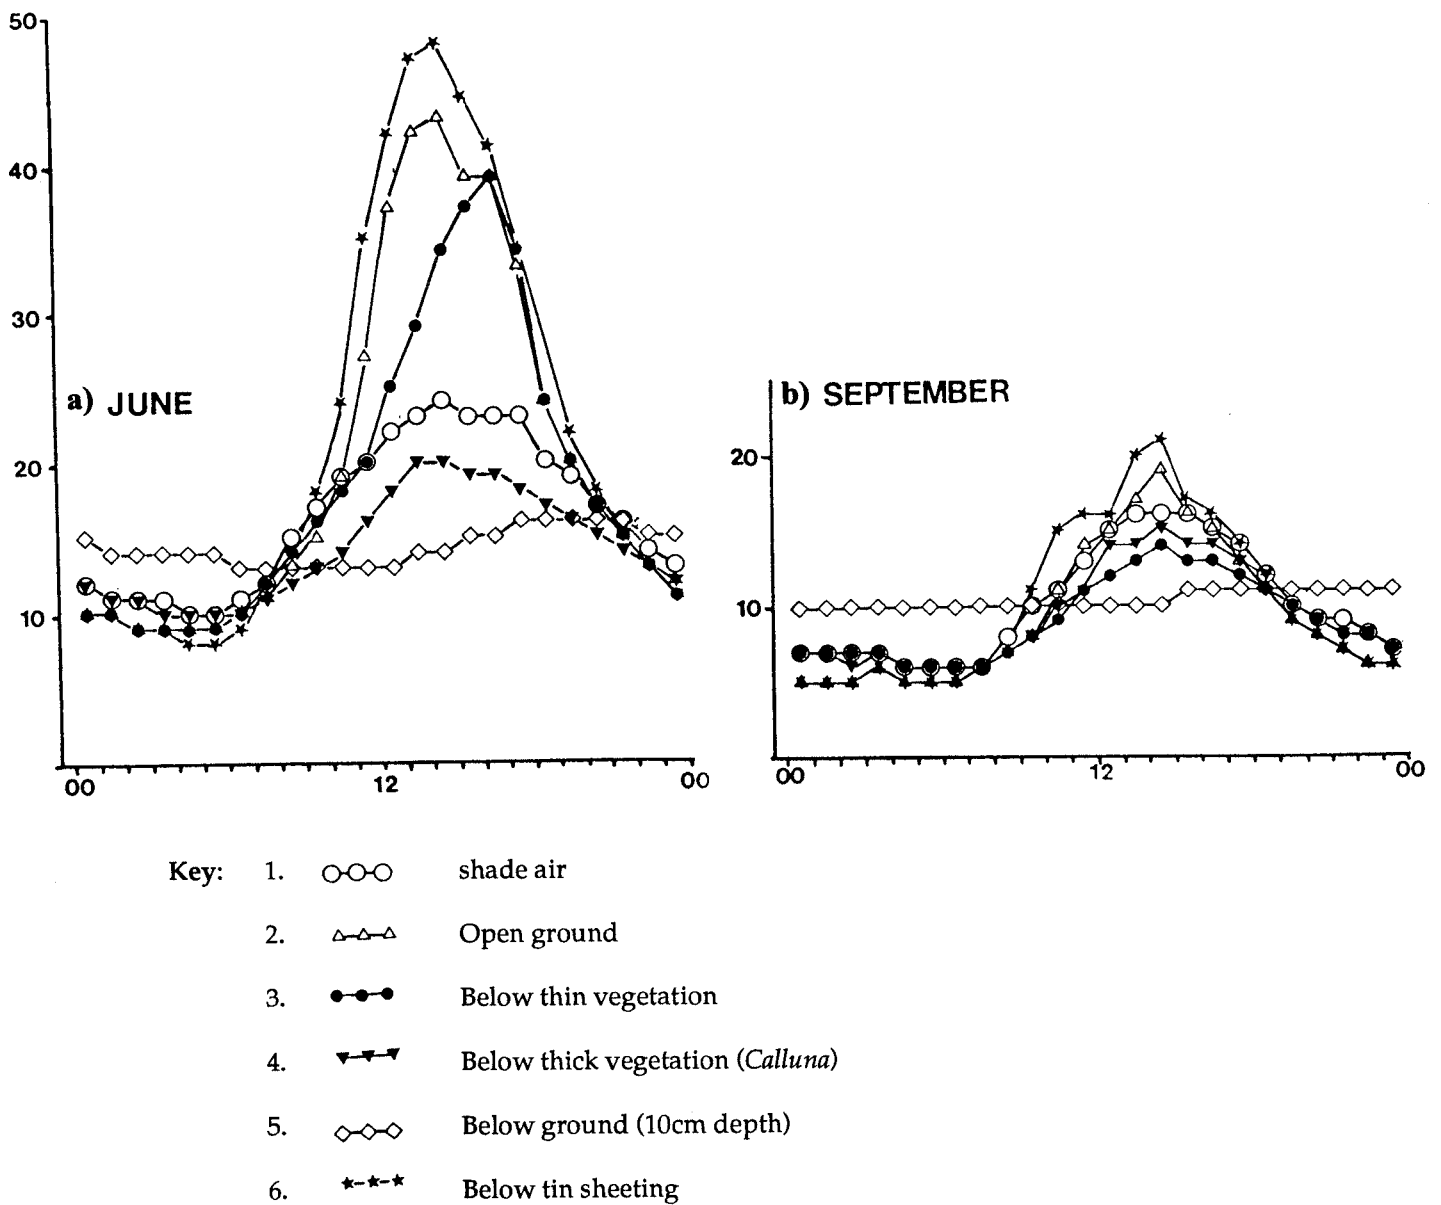 50
40
30
20
10
a) JUNE
00
12
00
b) SEPTEMBER
20
10
00
12
00
Key:
1. shade air
2. Open ground
3. Below thin vegetation
4. Below thick vegetation (Calluna)
5. Below ground (10cm depth)
6. Below tin sheeting